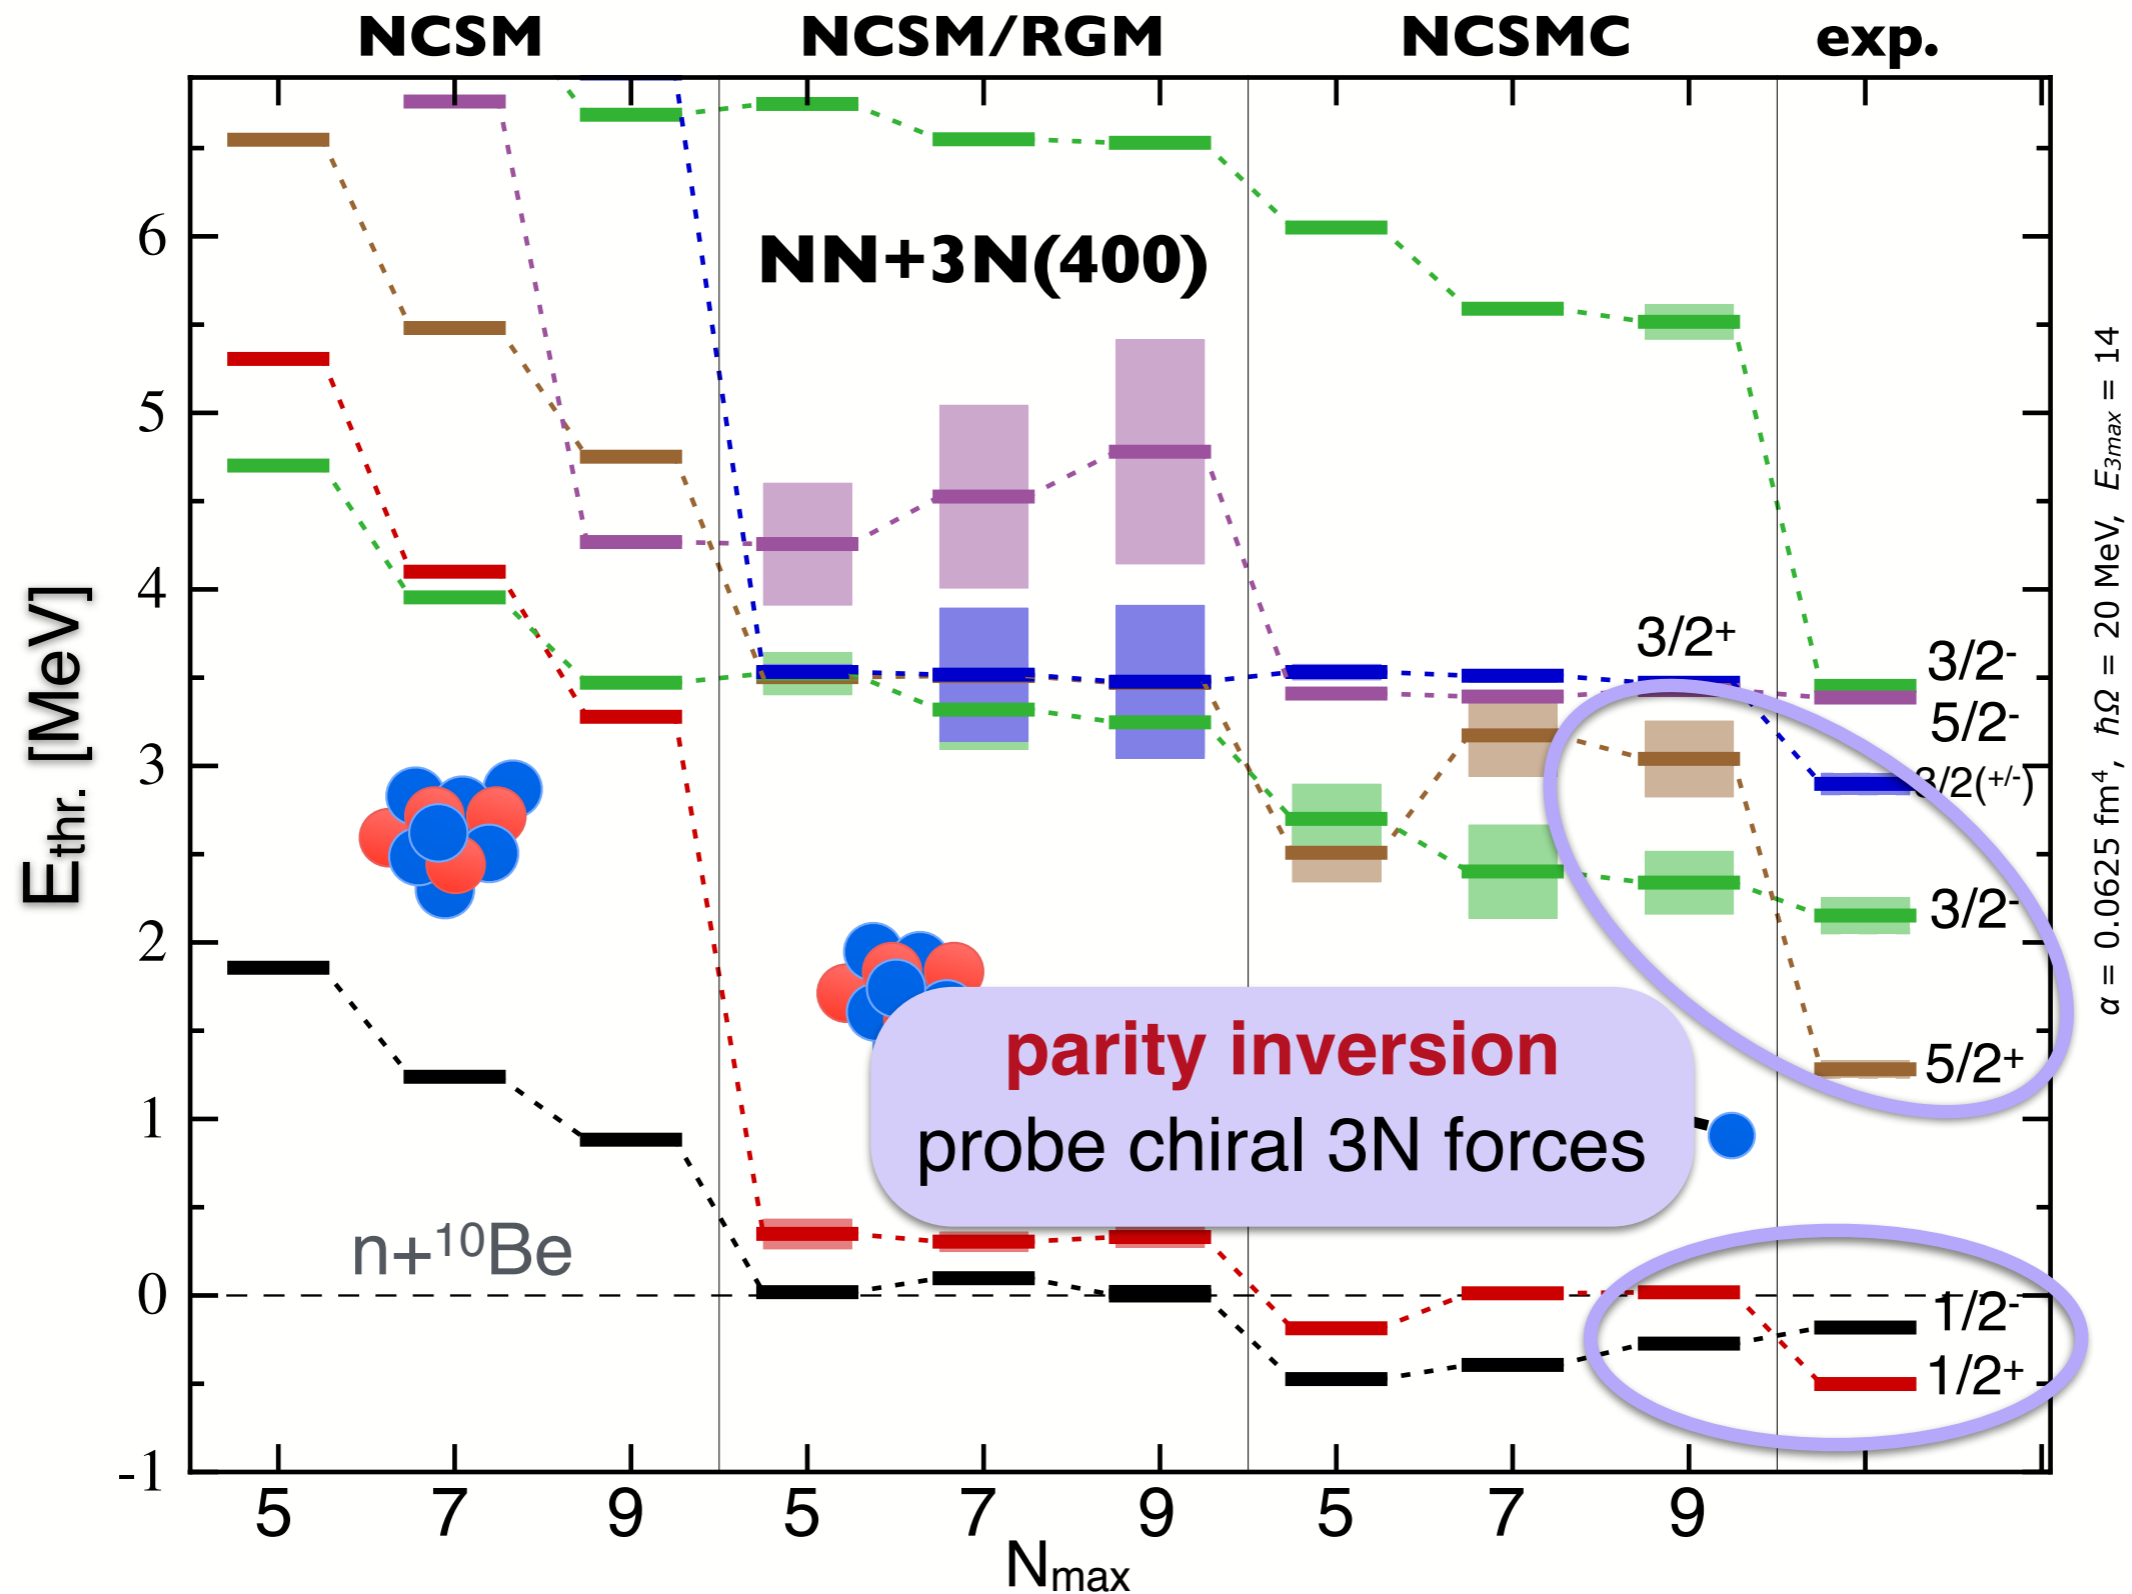 NCSM NCSM/RGM NCSMC exp.
NN+3N(400)
6
5
4
3
2
1
0
-1
Eₜₕᵣ. [MeV]
3/2⁺
3/2⁻
5/2⁻
3/2(⁺/⁻)
3/2⁻
5/2⁺
parity inversion
probe chiral 3N forces
n+¹⁰Be
1/2⁻
1/2⁺
5 7 9 5 7 9 5 7 9
Nₘₐₓ
α = 0.0625 fm⁴, ℏΩ = 20 MeV, E₃ₘₐₓ = 14